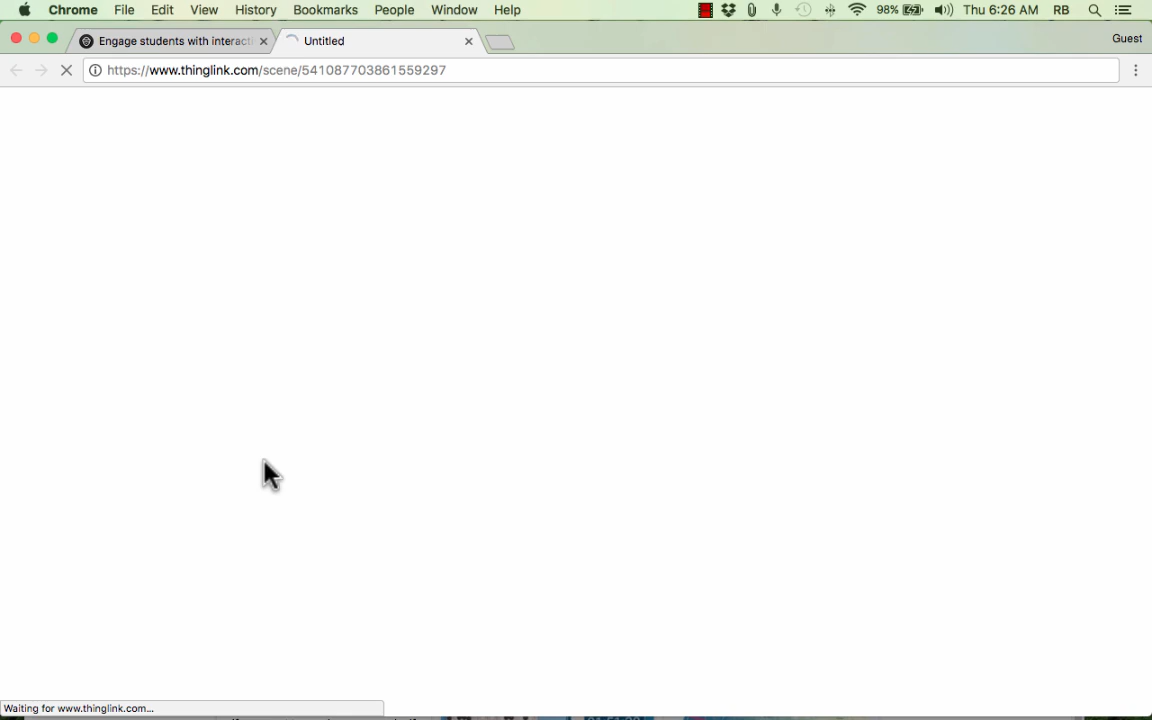 Chrome File Edit View History Bookmarks People Window Help 98% Thu 6:26 AM RB
Engage students with interacti Untitled Guest
https://www.thinglink.com/scene/541087703861559297
Waiting for www.thinglink.com...